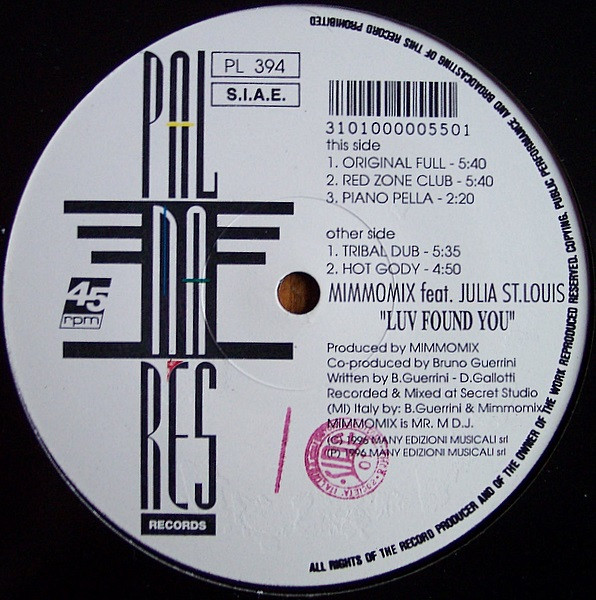 PAL
DA
RES
RECORDS
45
rpm
PL 394
S.I.A.E.
3101000005501
this side
1. ORIGINAL FULL - 5:40
2. RED ZONE CLUB - 5:40
3. PIANO PELLA - 2:20
other side
1. TRIBAL DUB - 5:35
2. HOT GODY - 4:50
MIMMOMIX feat. JULIA ST.LOUIS
"LUV FOUND YOU"
Produced by MIMMOMIX
Co-produced by Bruno Guerrini
Written by B.Guerrini - D.Gallotti
Recorded & Mixed at Secret Studio
(MI) Italy by: B.Guerrini & Mimmomix
MIMMOMIX is MR. M D.J.
(C) 1996 MANY EDIZIONI MUSICALI srl
(P) 1996 MANY EDIZIONI MUSICALI srl
ALL RIGHTS OF THE RECORD PRODUCER AND OF THE OWNER OF THE WORK REPRODUCED RESERVED. COPYING, PUBLIC PERFORMANCE AND BROADCASTING OF THIS RECORD PROHIBITED